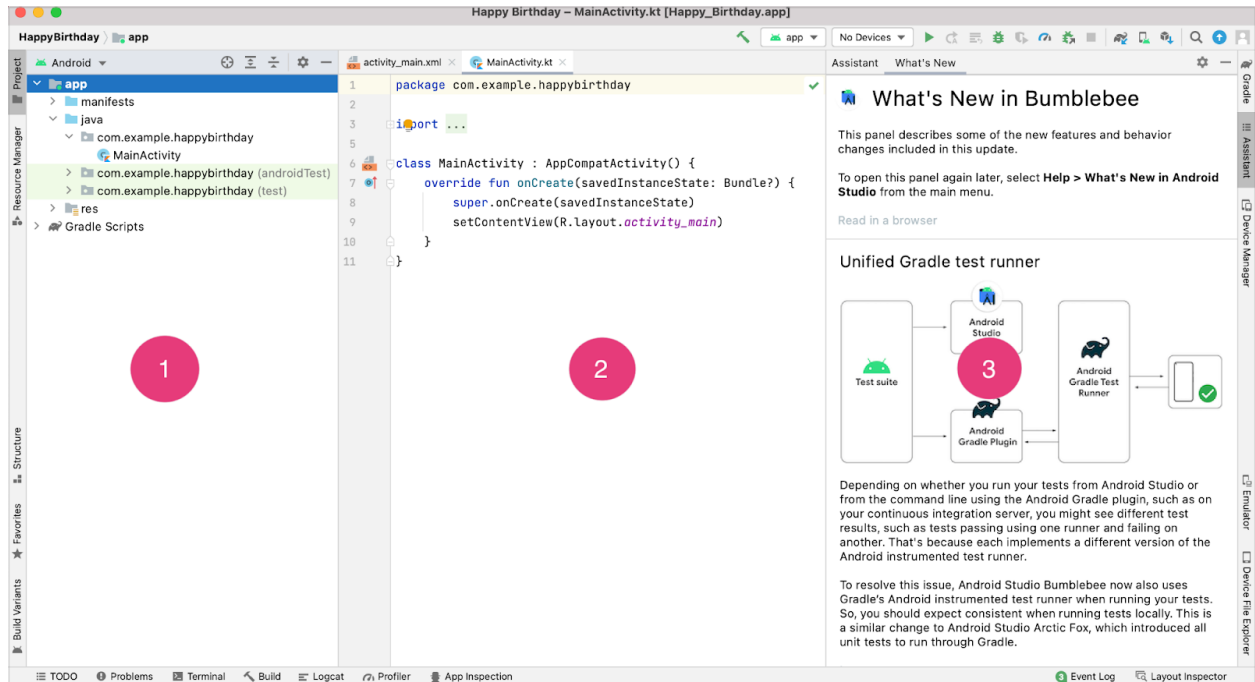 Happy Birthday – MainActivity.kt [Happy_Birthday.app]
HappyBirthday app
app
No Devices
Project
Resource Manager
Structure
Favorites
Build Variants
Android
app
manifests
java
com.example.happybirthday
MainActivity
com.example.happybirthday (androidTest)
com.example.happybirthday (test)
res
Gradle Scripts
1
activity_main.xml
MainActivity.kt
1 package com.example.happybirthday
2
3 import ...
5
6 class MainActivity : AppCompatActivity() {
7 override fun onCreate(savedInstanceState: Bundle?) {
8 super.onCreate(savedInstanceState)
9 setContentView(R.layout.activity_main)
10 }
11 }
2
Assistant What's New
What's New in Bumblebee
This panel describes some of the new features and behavior
changes included in this update.
To open this panel again later, select Help > What's New in Android
Studio from the main menu.
Read in a browser
Unified Gradle test runner
Test suite
Android
Studio
3
Android
Gradle Plugin
Android
Gradle Test
Runner
Depending on whether you run your tests from Android Studio or
from the command line using the Android Gradle plugin, such as on
your continuous integration server, you might see different test
results, such as tests passing using one runner and failing on
another. That's because each implements a different version of the
Android instrumented test runner.
To resolve this issue, Android Studio Bumblebee now also uses
Gradle's Android instrumented test runner when running your tests.
So, you should expect consistent when running tests locally. This is
a similar change to Android Studio Arctic Fox, which introduced all
unit tests to run through Gradle.
Gradle
Assistant
Device Manager
Emulator
Device File Explorer
TODO Problems Terminal Build Logcat Profiler App Inspection
3 Event Log Layout Inspector